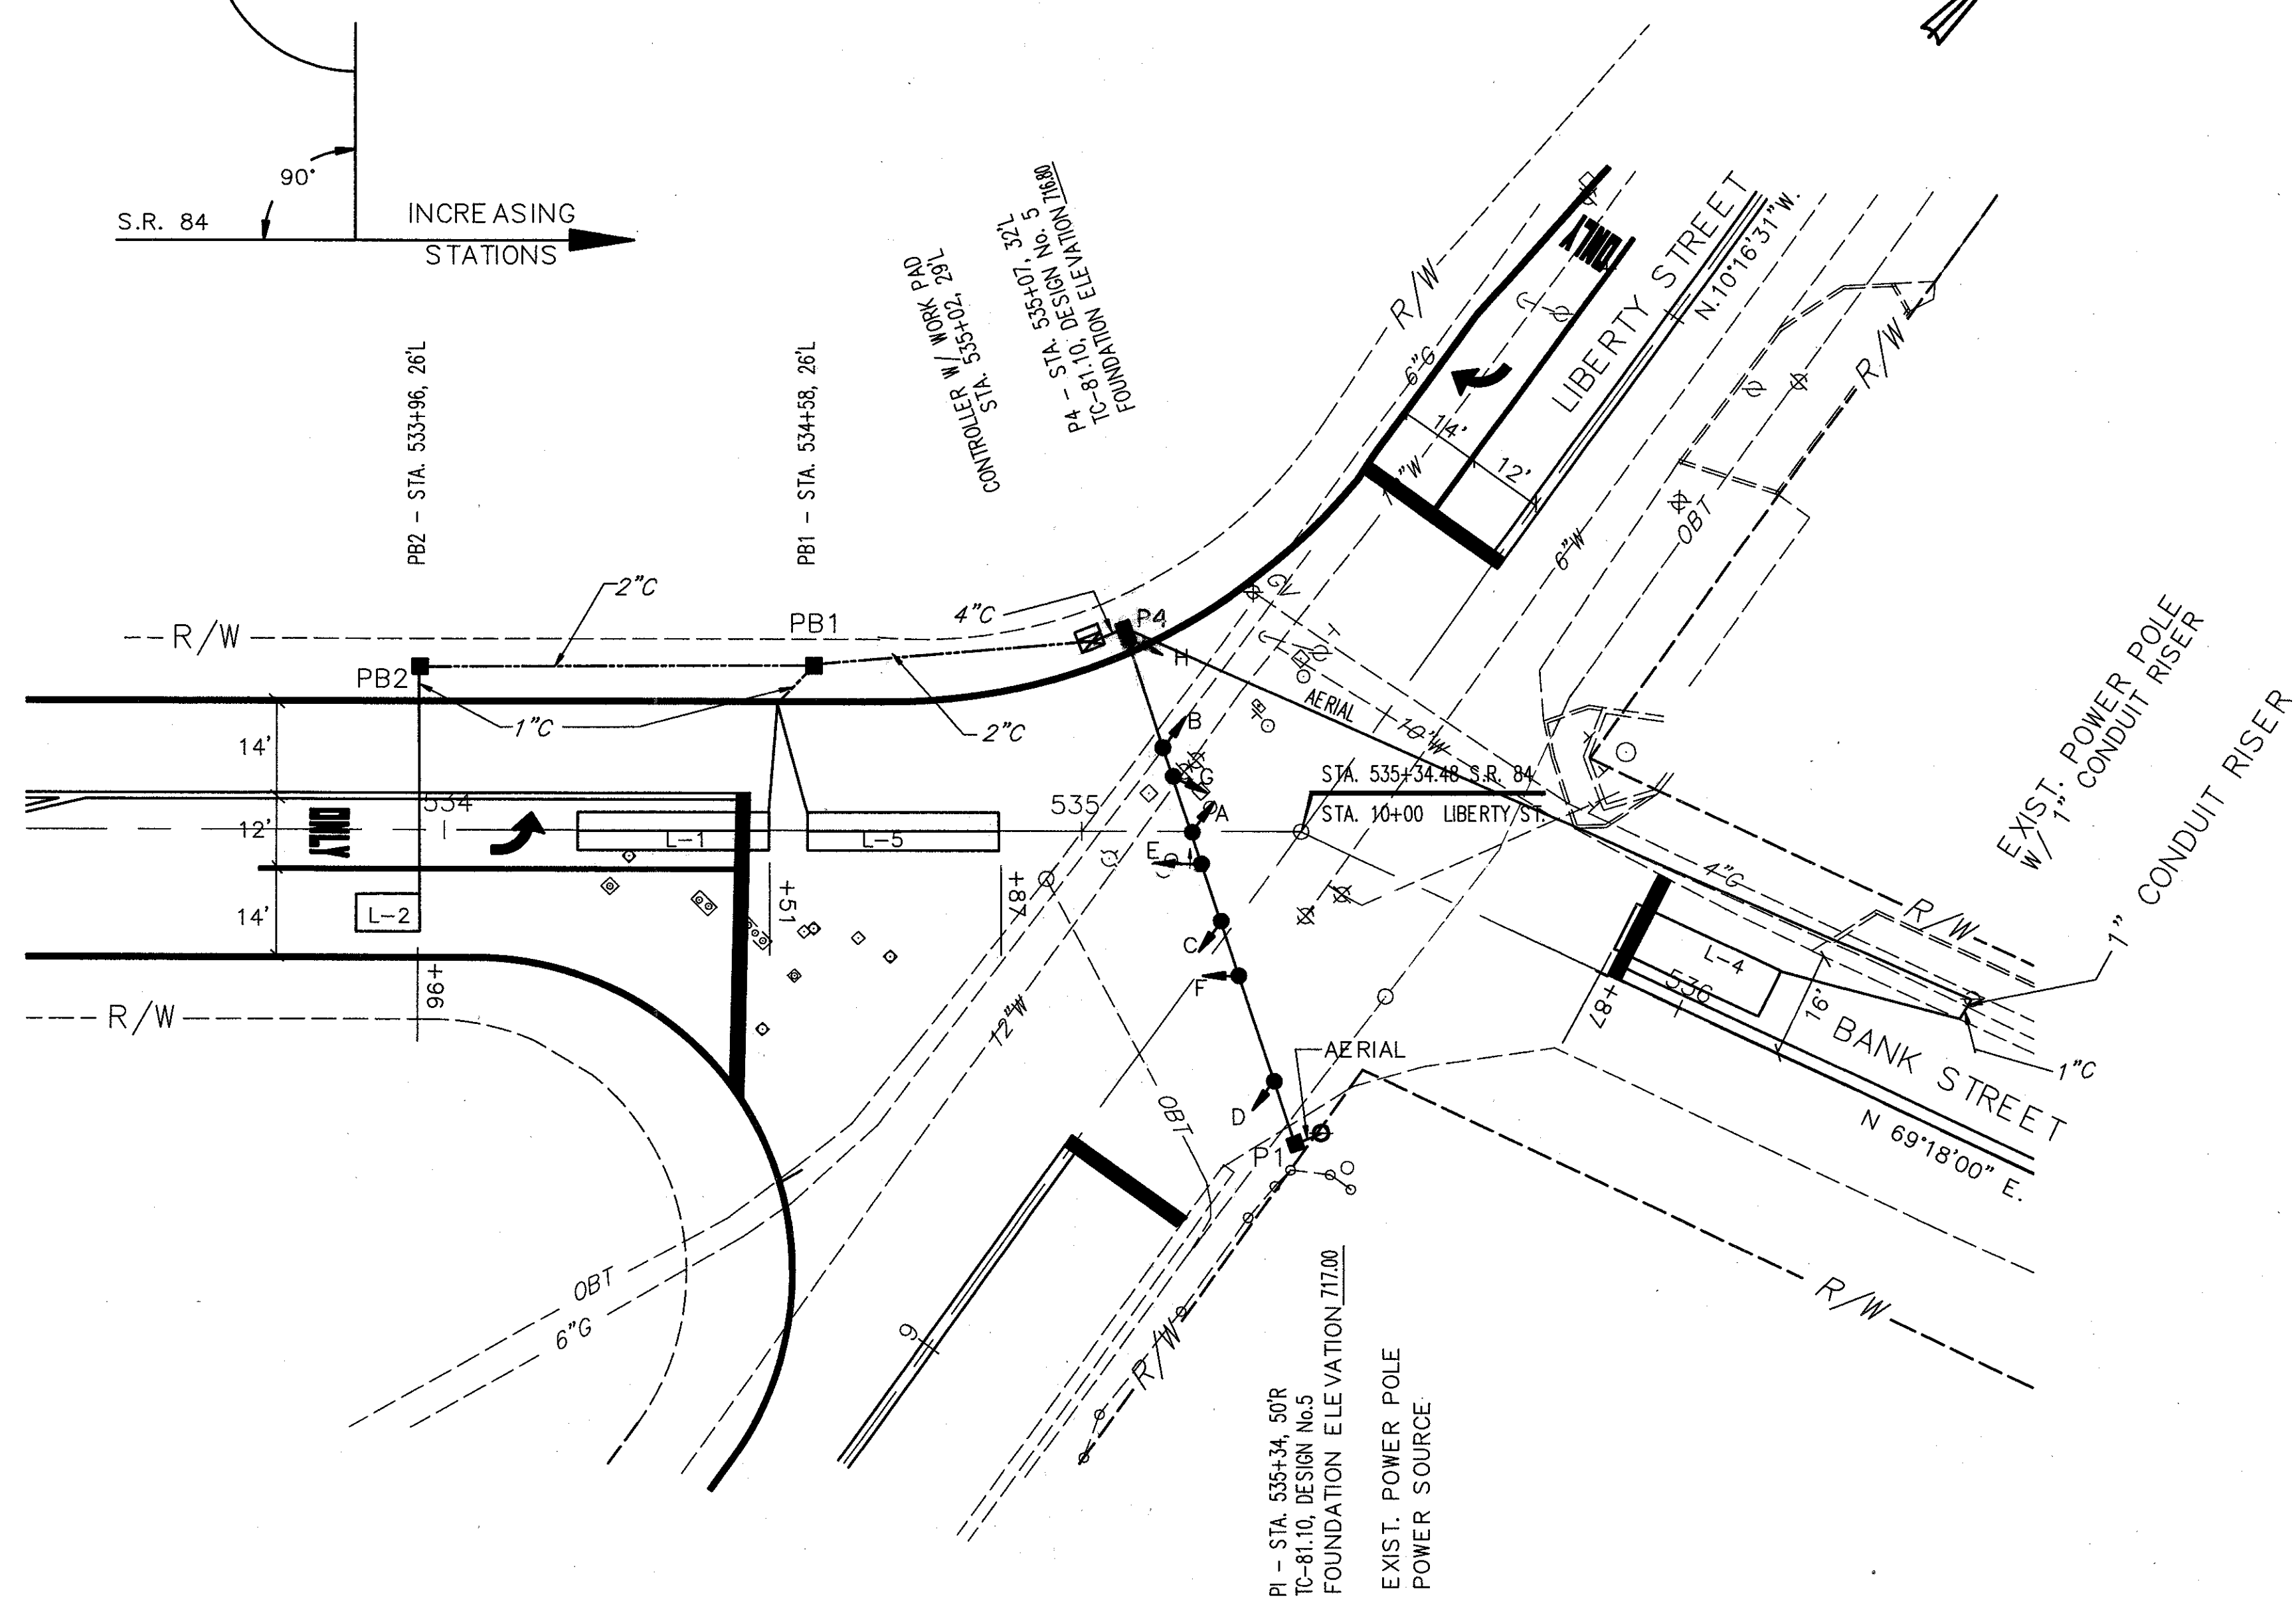 90°
S.R. 84
INCREASING
STATIONS
PB2 - STA. 533+96, 26'L
PB1 - STA. 534+58, 26'L
CONTROLLER W/ WORK PAD
STA. 535+02, 29'L
P4 - STA. 535+07, 32'L
TC-81.10, DESIGN No. 5
FOUNDATION ELEVATION 716.80
R/W
6"G
ONLY
LIBERTY STREET
N.10°16'31"W.
R/W
14'
12'
6"W
OBT
EXIST. POWER POLE
W/ 1" CONDUIT RISER
1" CONDUIT RISER
R/W
2"C
PB1
4"C
P4
GV
T
H
PB2
1"C
2"C
AERIAL
10"W
B
G
A
STA. 535+34.48 S.R. 84
STA. 10+00 LIBERTY ST.
14'
12'
14'
ONLY
534
535
L-1
L-5
L-2
E
C
F
D
+51
+87
+96
R/W
4"G
R/W
L-4
536
+87
16'
BANK STREET
1"C
N 69°18'00" E.
12"W
OBT
AERIAL
P1
OBT
6"G
9
R/W
R/W
P1 - STA. 535+34, 50'R
TC-81.10, DESIGN No.5
FOUNDATION ELEVATION 717.00
EXIST. POWER POLE
POWER SOURCE